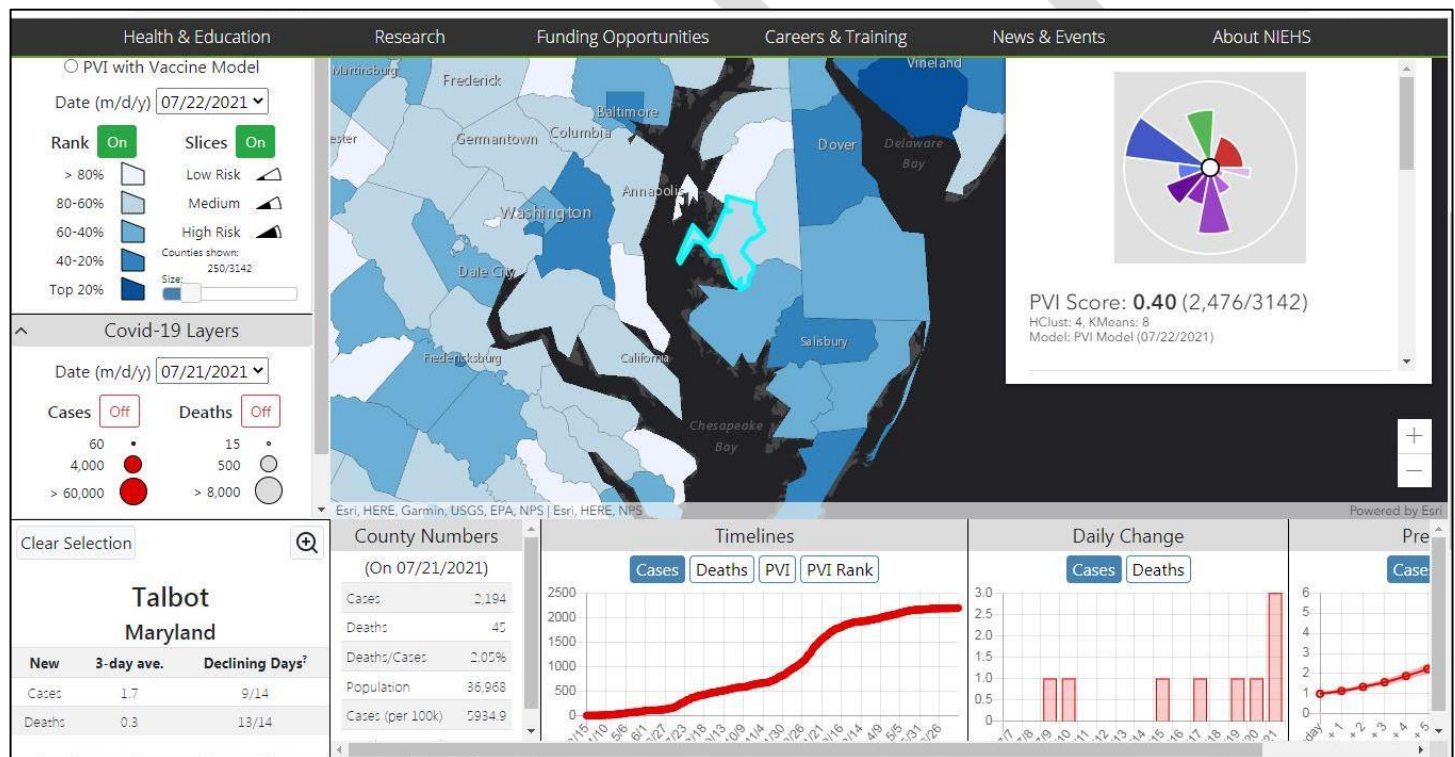 Health & Education Research Funding Opportunities Careers & Training News & Events About NIEHS
PVI with Vaccine Model
Date (m/d/y) 07/22/2021
Rank On Slices On
> 80% Low Risk
80-60% Medium
60-40% High Risk
40-20% Counties shown:
250/3142
Top 20% Size:
Covid-19 Layers
Date (m/d/y) 07/21/2021
Cases Off Deaths Off
60 15
4,000 500
> 60,000 > 8,000
Martinsburg
Frederick
Vineland
Baltimore
ester
Germantown
Columbia
Dover
Delaware
Bay
Annapolis
Washington
Dale City
Salisbury
Fredericksburg
California
Chesapeake
Bay
Esri, HERE, Garmin, USGS, EPA, NPS | Esri, HERE, NPS
Powered by Esri
PVI Score: 0.40 (2,476/3142)
HClust: 4, KMeans: 8
Model: PVI Model (07/22/2021)
+
−
Clear Selection
Talbot
Maryland
New 3-day ave. Declining Days?
Cases 1.7 9/14
Deaths 0.3 13/14
County Numbers
(On 07/21/2021)
Cases 2,194
Deaths 45
Deaths/Cases 2.05%
Population 36,968
Cases (per 100k) 5934.9
Timelines
Cases Deaths PVI PVI Rank
2500
2000
1500
1000
500
0
Daily Change
Cases Deaths
3.0
2.5
2.0
1.5
1.0
0.5
0
Pre
Case
6
5
4
3
2
1
0
day + 1 + 2 + 3 + 4 + 5